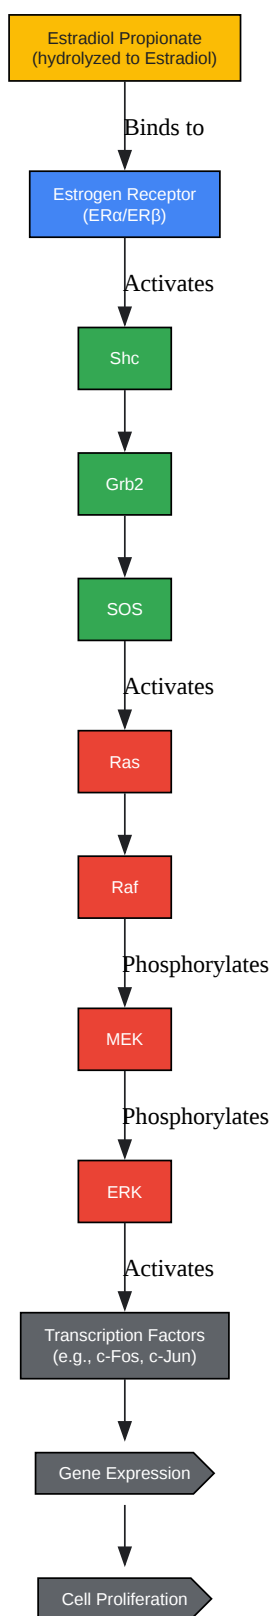 Estradiol Propionate
(hydrolyzed to Estradiol)
Binds to
Estrogen Receptor
(ERα/ERβ)
Activates
Shc
Grb2
SOS
Activates
Ras
Raf
Phosphorylates
MEK
Phosphorylates
ERK
Activates
Transcription Factors
(e.g., c-Fos, c-Jun)
Gene Expression
Cell Proliferation